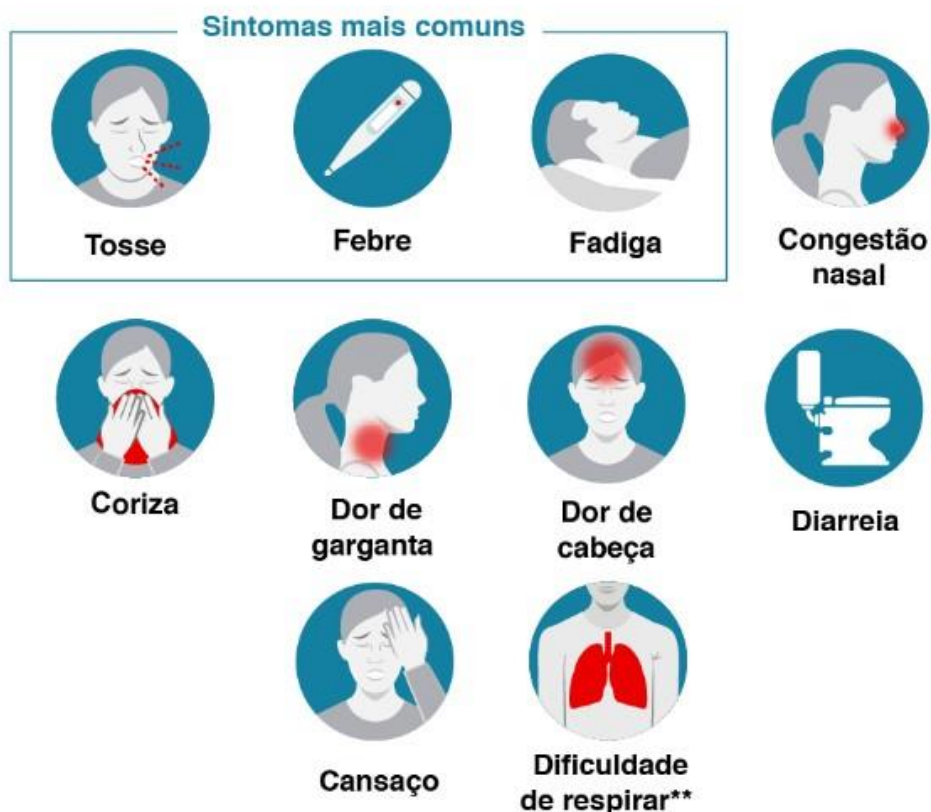 Sintomas mais comuns
Tosse
Febre
Fadiga
Congestão
nasal
Coriza
Dor de
garganta
Dor de
cabeça
Diarreia
Cansaço
Dificuldade
de respirar**